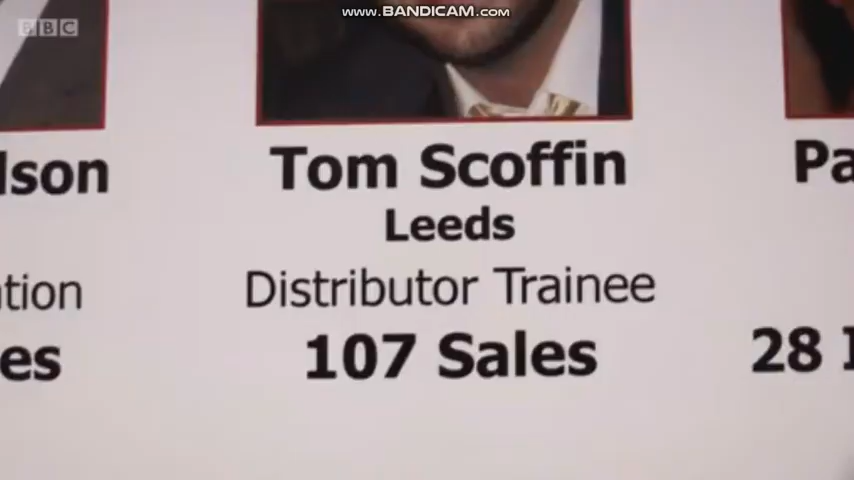 BBC
www.BANDICAM.com
Tom Scoffin
Leeds
Distributor Trainee
107 Sales
lson
tion
es
Pa
28